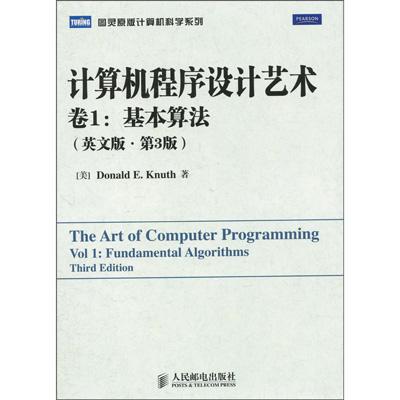 TURING 图灵原版计算机科学系列 PEARSON
计算机程序设计艺术
卷1：基本算法
（英文版·第3版）
[美] Donald E. Knuth 著
The Art of Computer Programming
Vol 1: Fundamental Algorithms
Third Edition
人民邮电出版社
POSTS & TELECOM PRESS